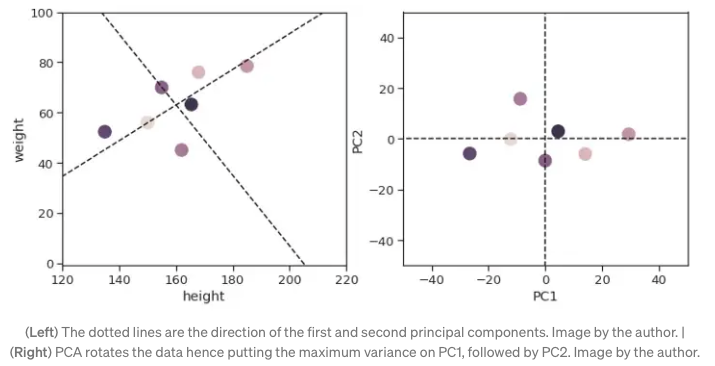 100
80
60
40
20
0
weight
120 140 160 180 200 220
height
40
20
0
−20
−40
PC2
−40 −20 0 20 40
PC1
(Left) The dotted lines are the direction of the first and second principal components. Image by the author. |
(Right) PCA rotates the data hence putting the maximum variance on PC1, followed by PC2. Image by the author.